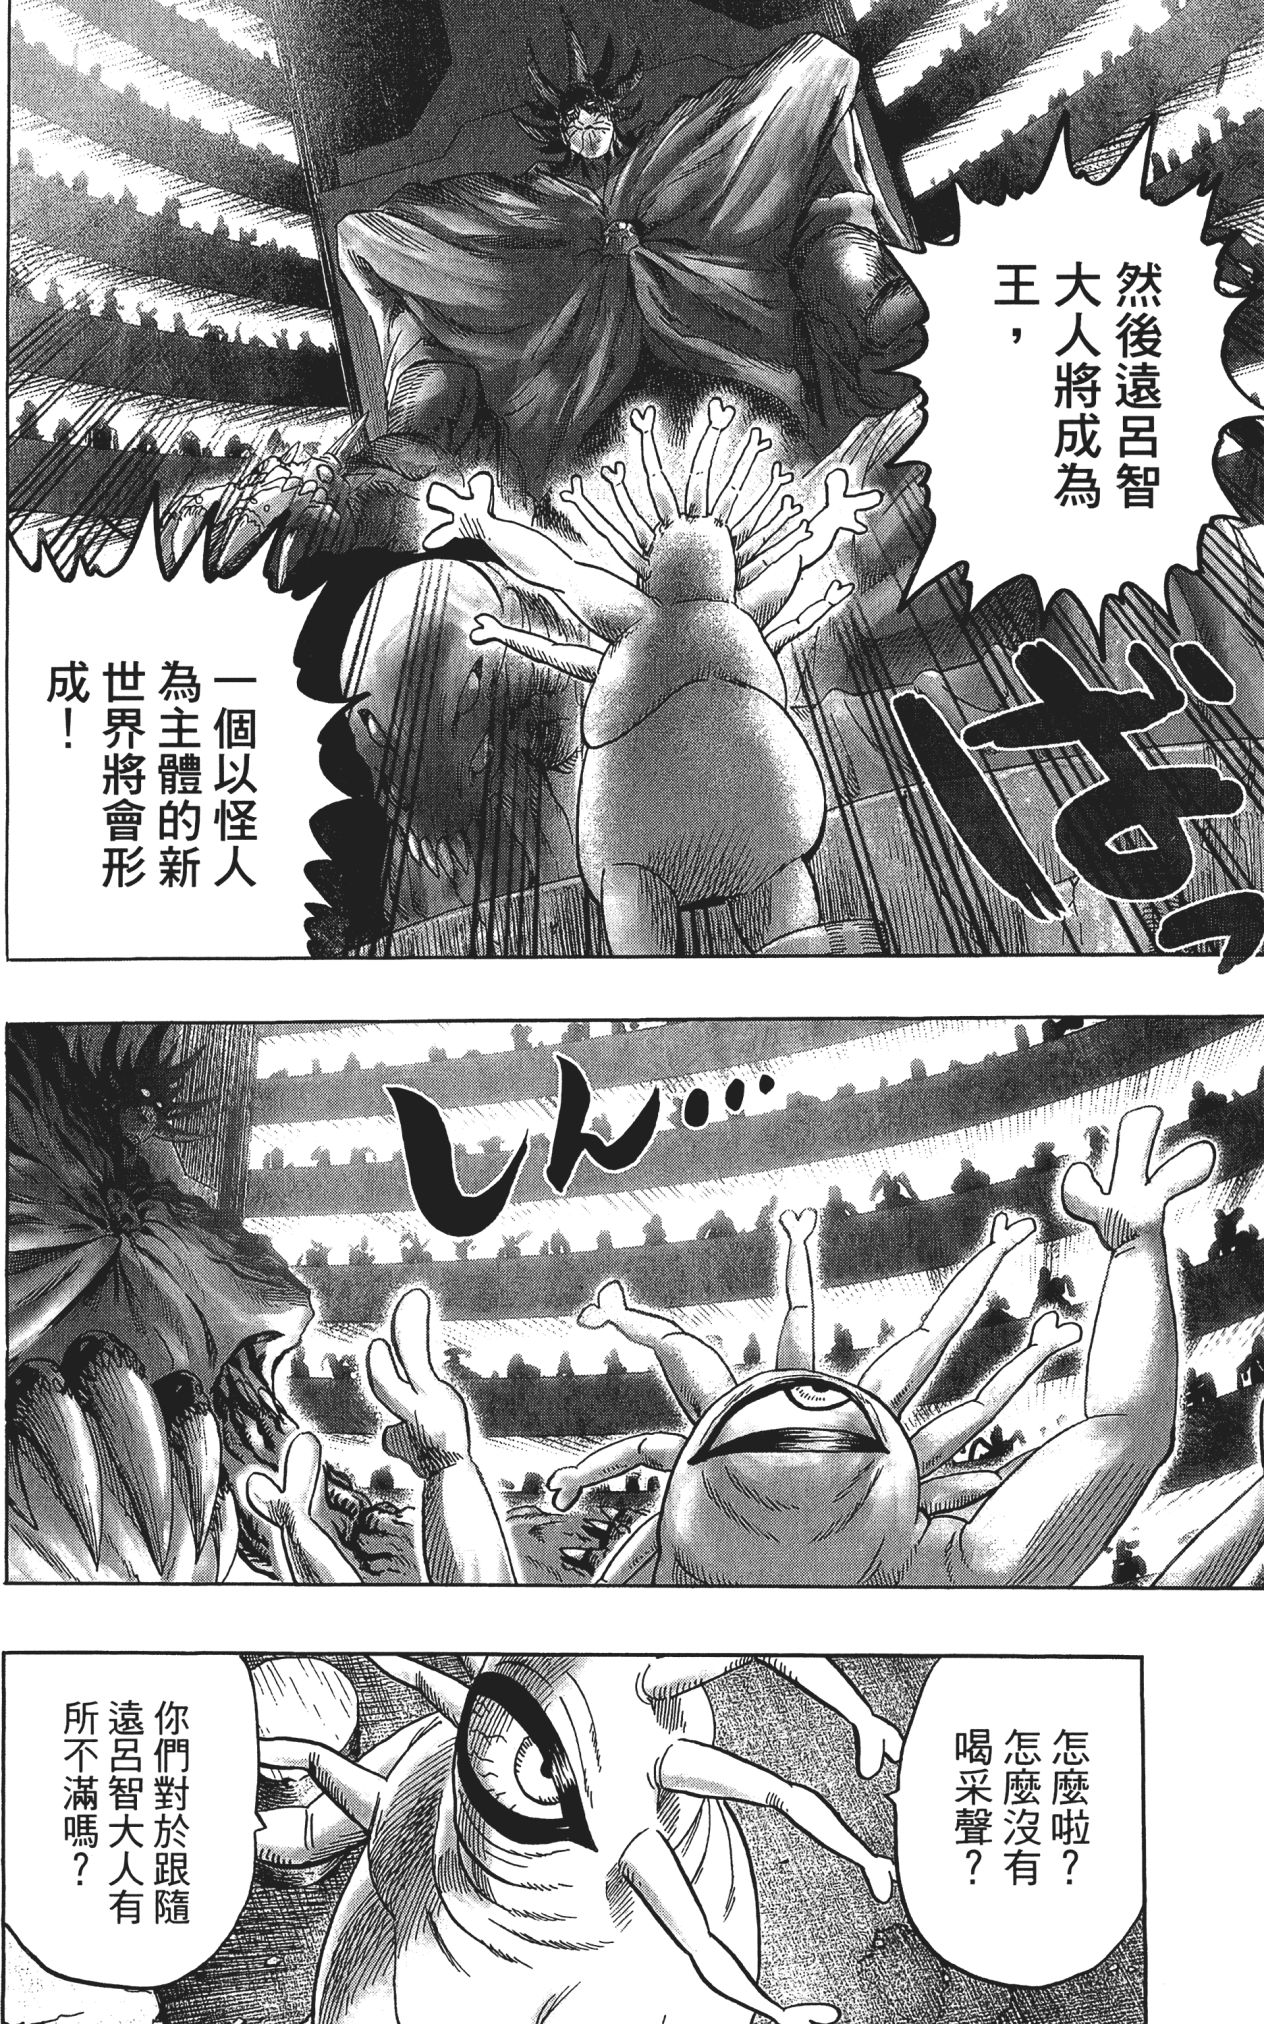 然後遠呂智
大人將成為
王，
ばーっ
一個以怪人
為主體的新
世界將會形
成！
しん…
怎麼啦？
怎麼沒有
喝采聲？
你們對於跟隨
遠呂智大人有
所不滿嗎？